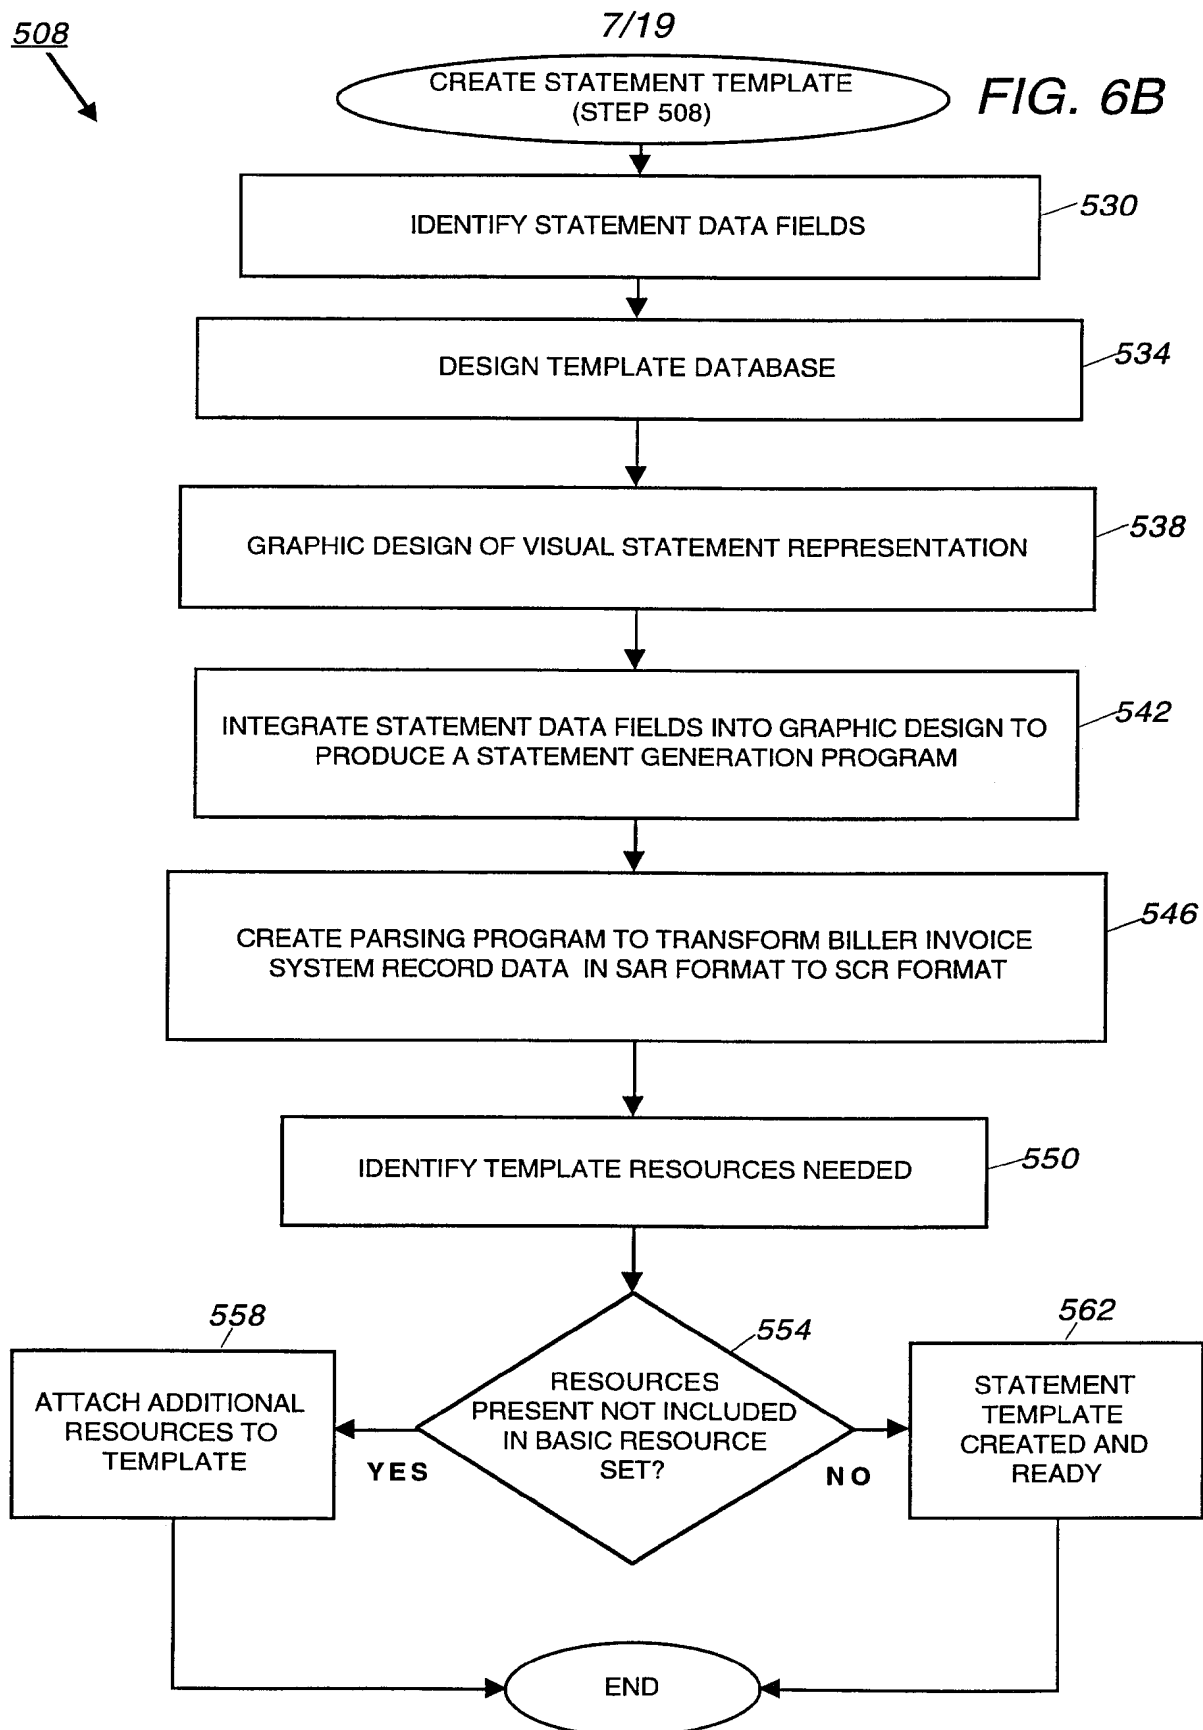 508
7/19
CREATE STATEMENT TEMPLATE
(STEP 508)
FIG. 6B
IDENTIFY STATEMENT DATA FIELDS
530
DESIGN TEMPLATE DATABASE
534
GRAPHIC DESIGN OF VISUAL STATEMENT REPRESENTATION
538
INTEGRATE STATEMENT DATA FIELDS INTO GRAPHIC DESIGN TO
PRODUCE A STATEMENT GENERATION PROGRAM
542
CREATE PARSING PROGRAM TO TRANSFORM BILLER INVOICE
SYSTEM RECORD DATA IN SAR FORMAT TO SCR FORMAT
546
IDENTIFY TEMPLATE RESOURCES NEEDED
550
558
ATTACH ADDITIONAL
RESOURCES TO
TEMPLATE
YES
554
RESOURCES
PRESENT NOT INCLUDED
IN BASIC RESOURCE
SET?
NO
562
STATEMENT
TEMPLATE
CREATED AND
READY
END